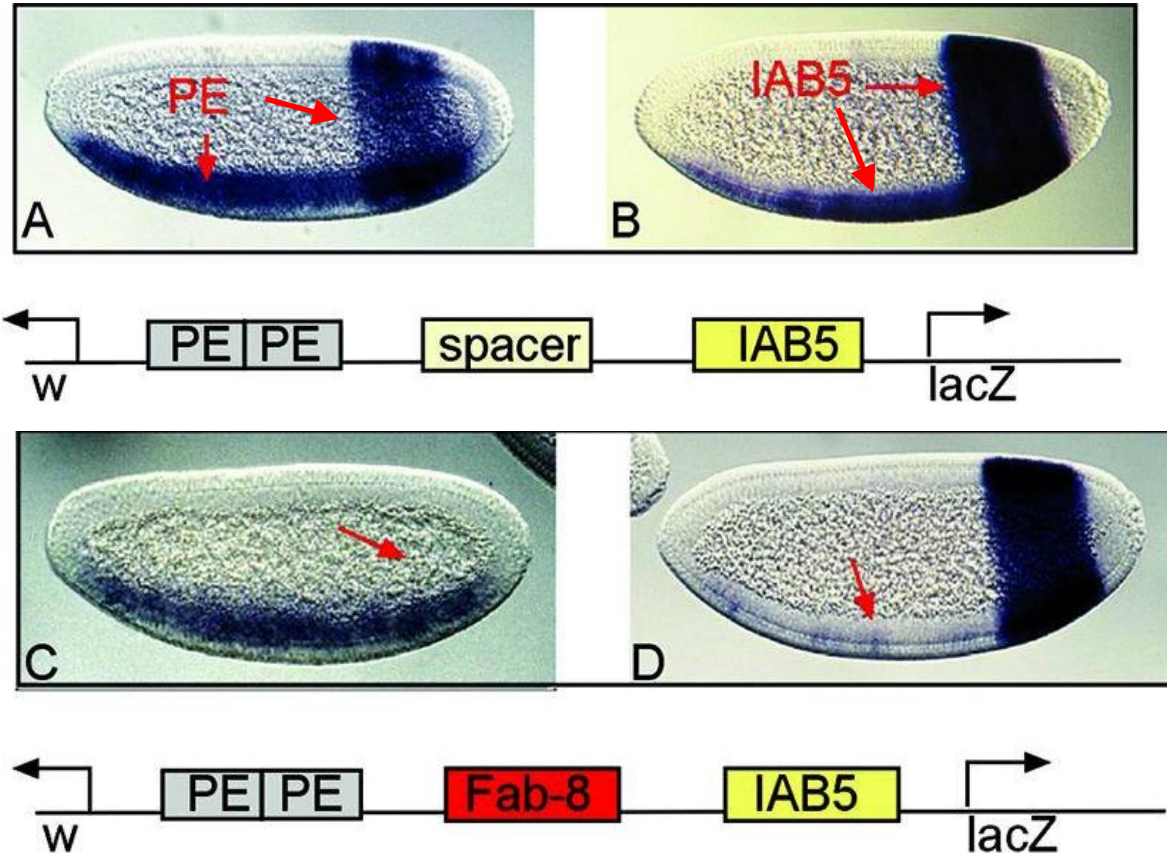 PE
IAB5
A
B
PE PE spacer IAB5
w lacZ
C
D
PE PE Fab-8 IAB5
w lacZ